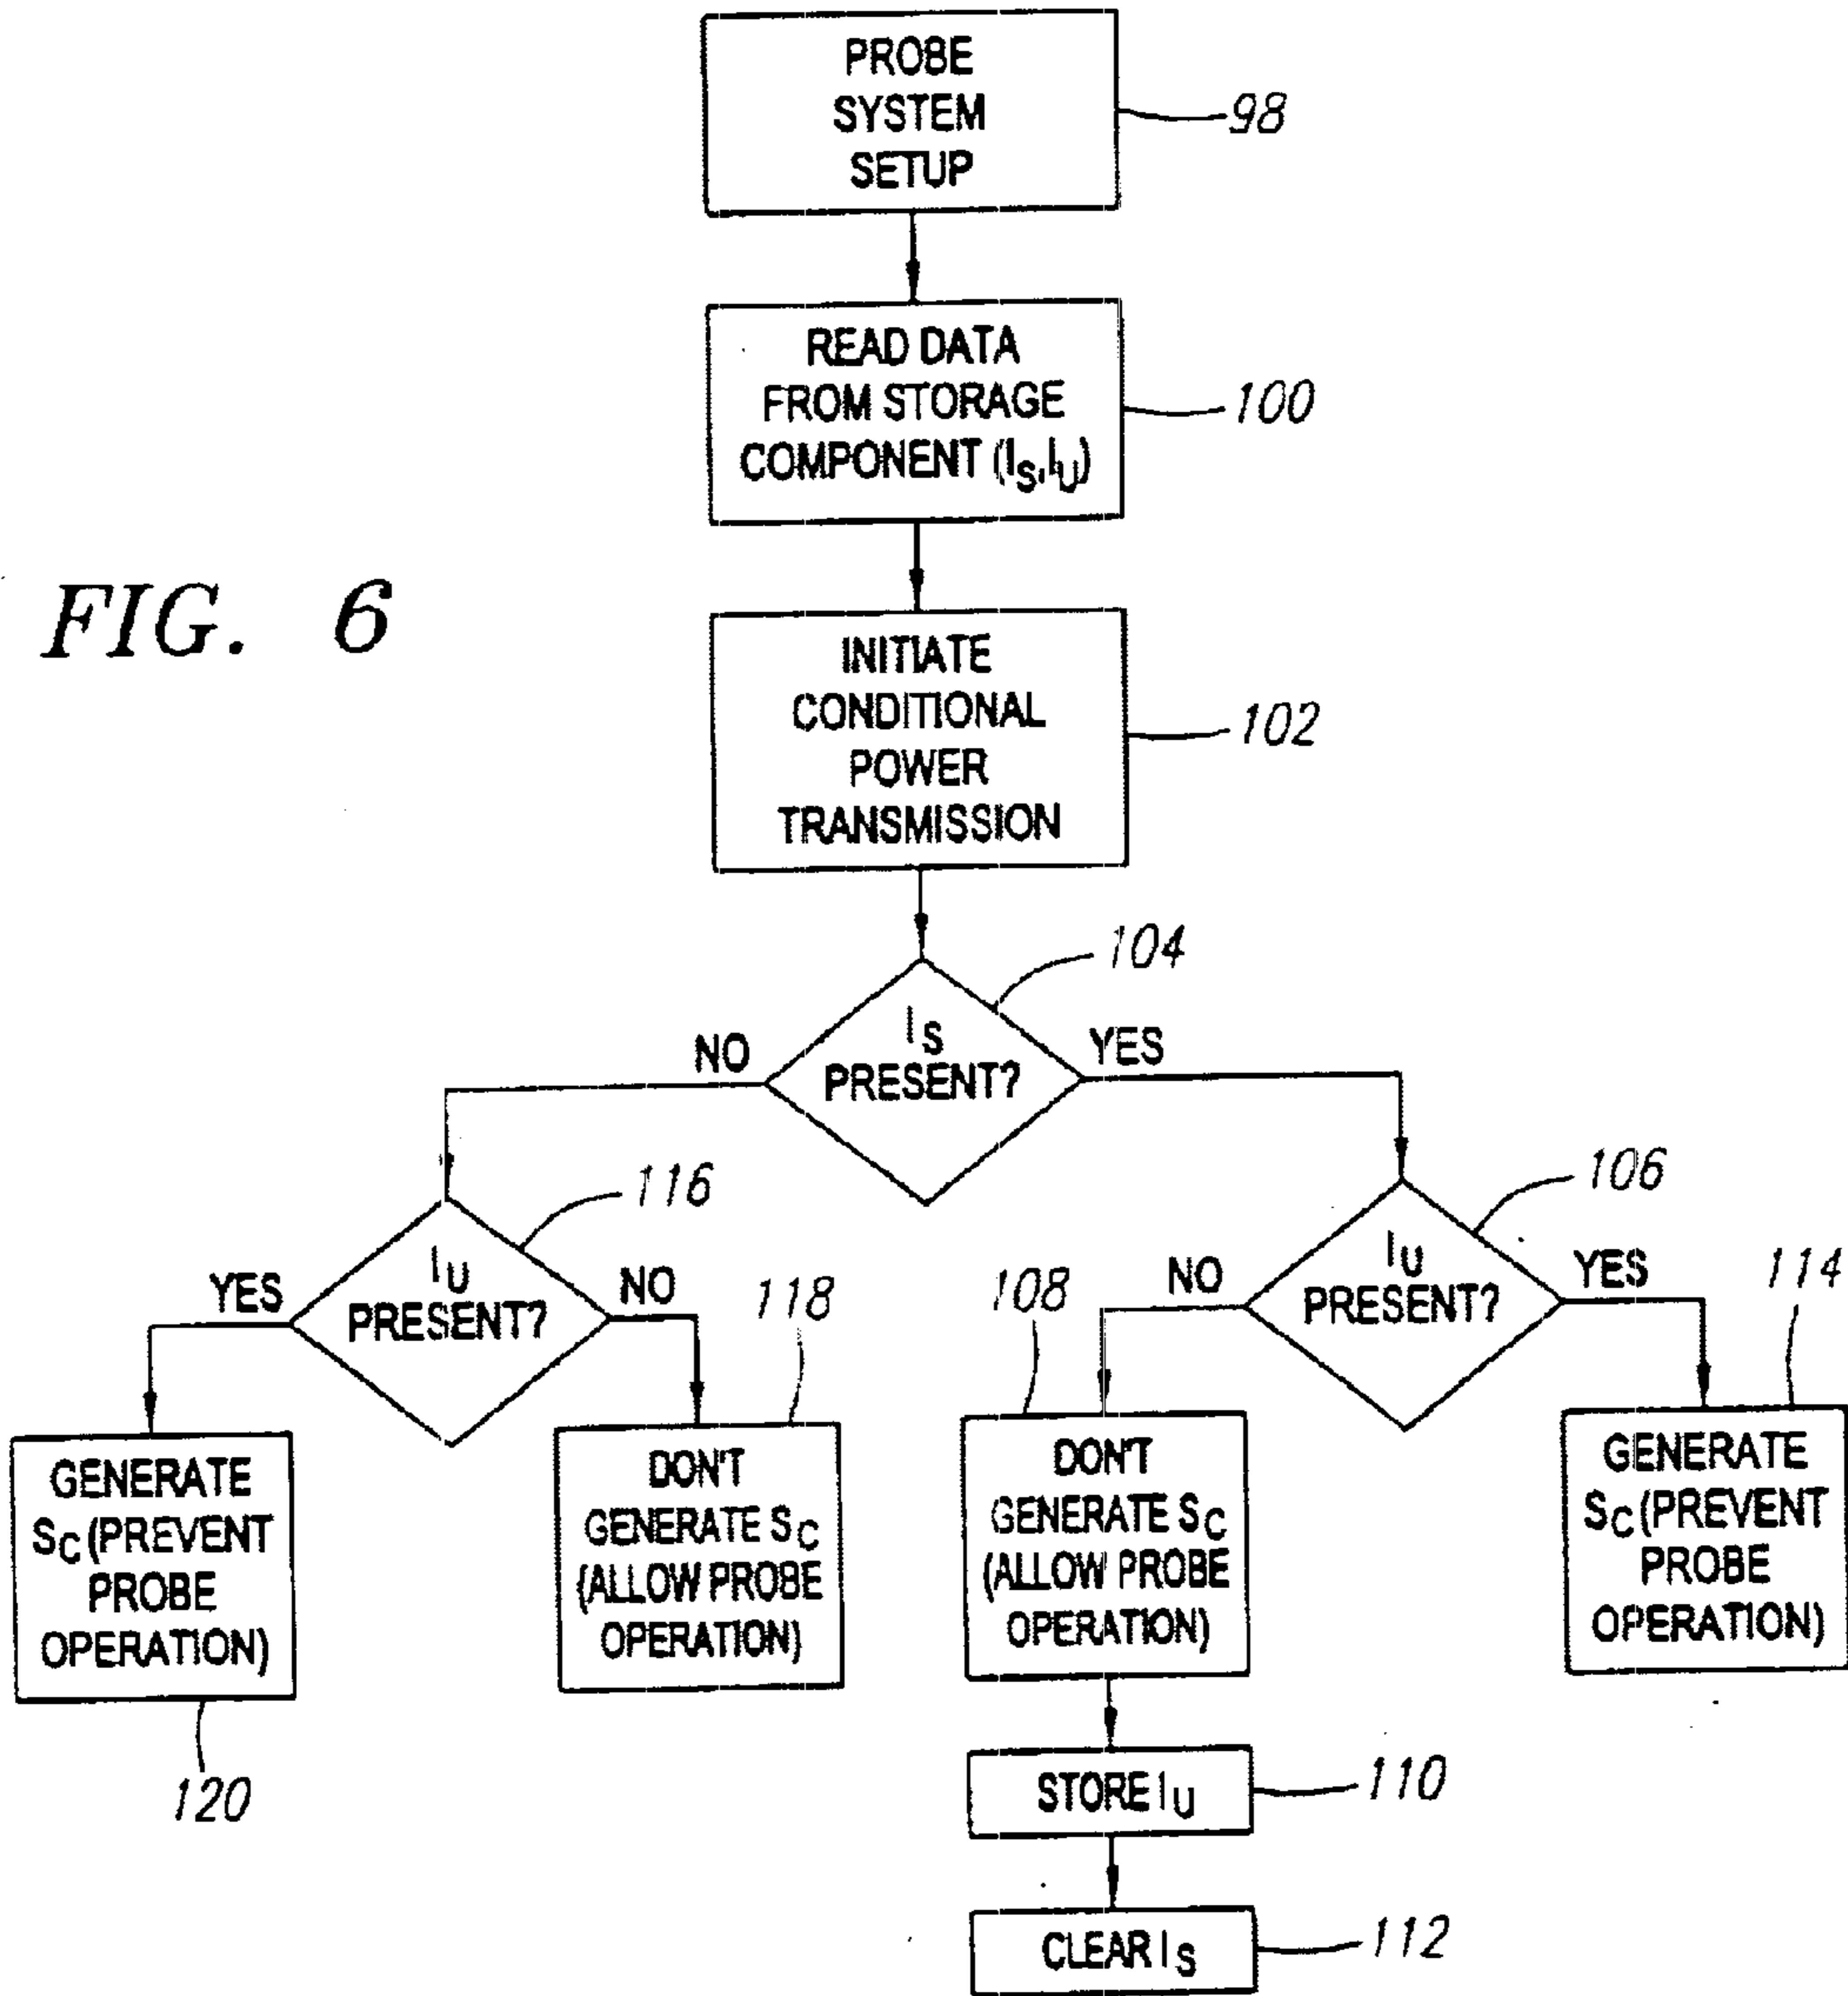 PROBE
SYSTEM
SETUP
98
READ DATA
FROM STORAGE
COMPONENT (IS,IU)
100
FIG. 6
INITIATE
CONDITIONAL
POWER
TRANSMISSION
102
104
IS
PRESENT?
NO
YES
116
IU
PRESENT?
YES
NO
118
106
IU
PRESENT?
NO
YES
108
114
GENERATE
SC (PREVENT
PROBE
OPERATION)
120
DON'T
GENERATE SC
(ALLOW PROBE
OPERATION)
DON'T
GENERATE SC
(ALLOW PROBE
OPERATION)
GENERATE
SC (PREVENT
PROBE
OPERATION)
STORE IU
110
CLEAR IS
112